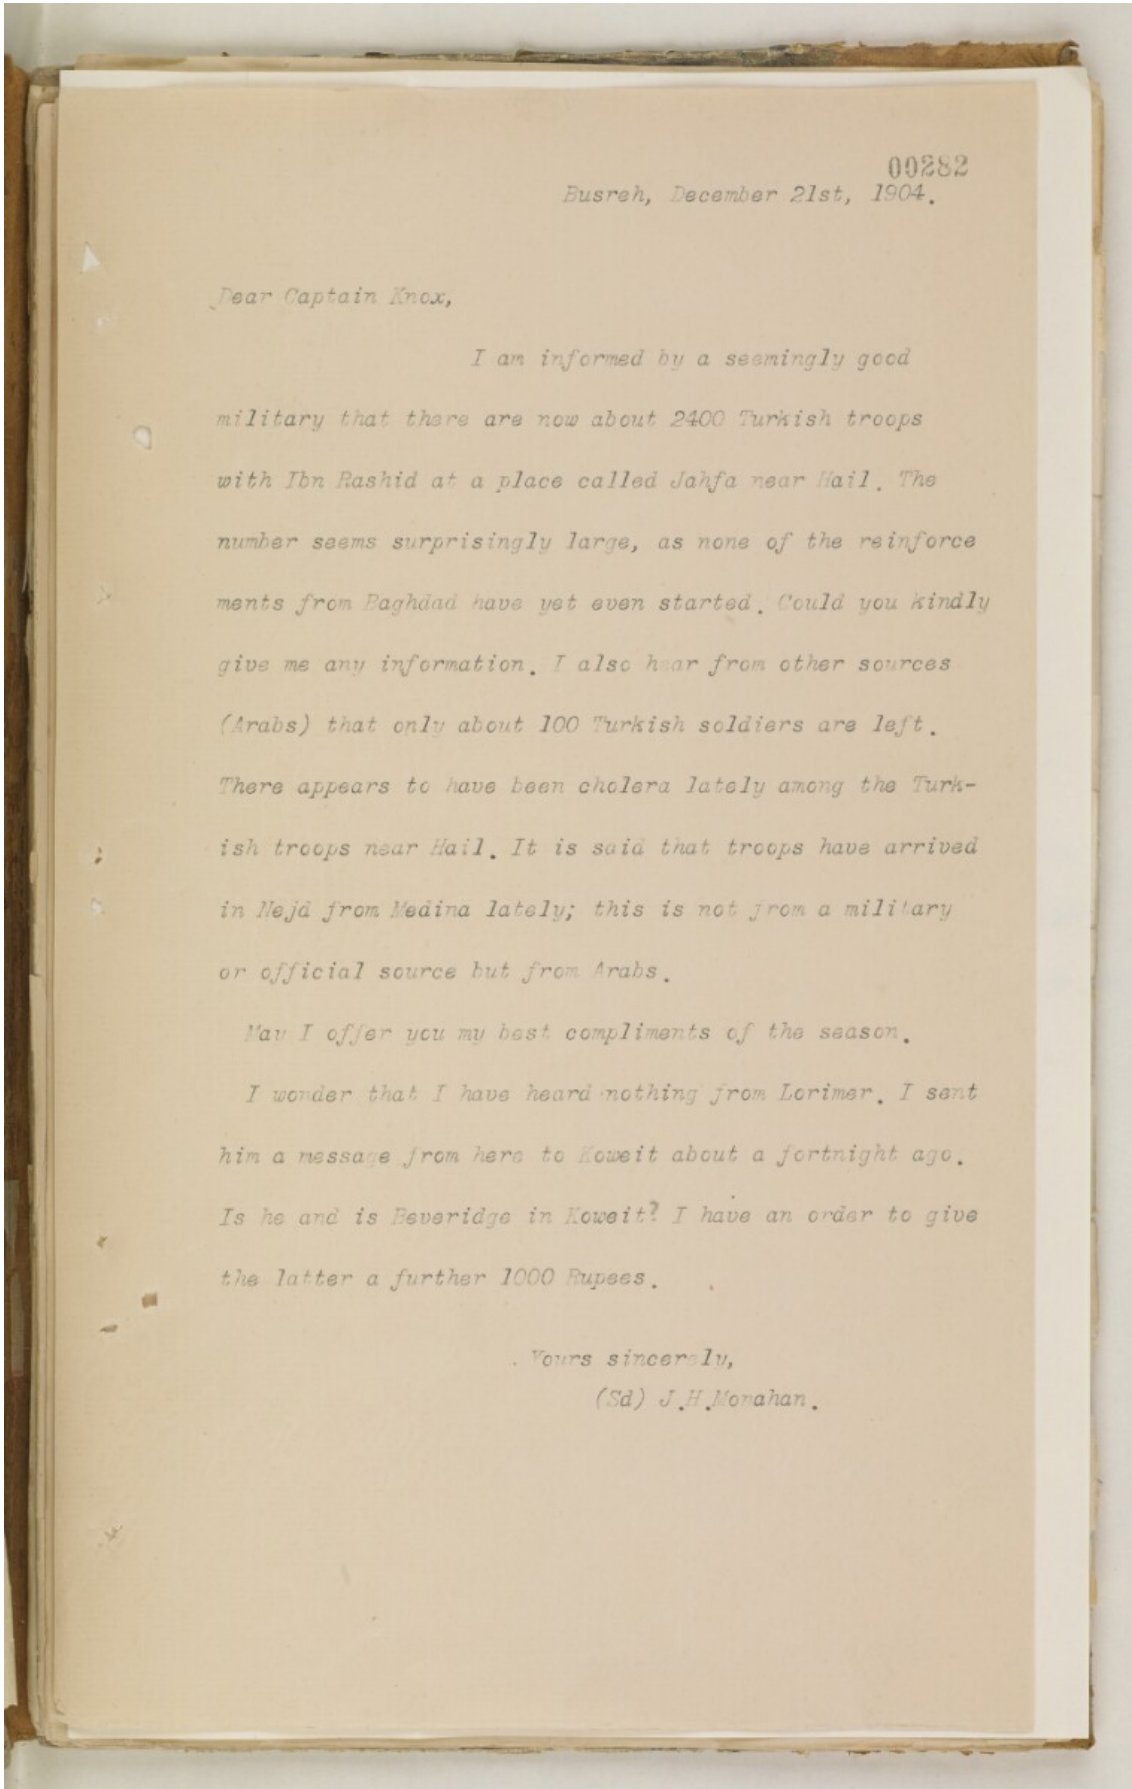 00282
Busreh, December 21st, 1904.
Dear Captain Knox,
I am informed by a seemingly good
military that there are now about 2400 Turkish troops
with Ibn Rashid at a place called Jahfa near Hail. The
number seems surprisingly large, as none of the reinforce
ments from Baghdad have yet even started. Could you kindly
give me any information. I also hear from other sources
(Arabs) that only about 100 Turkish soldiers are left.
There appears to have been cholera lately among the Turk-
ish troops near Hail. It is said that troops have arrived
in Nejd from Medina lately; this is not from a military
or official source but from Arabs.
May I offer you my best compliments of the season.
I wonder that I have heard nothing from Lorimer. I sent
him a message from here to Koweit about a fortnight ago.
Is he and is Beveridge in Koweit? I have an order to give
the latter a further 1000 Rupees.
Yours sincerely,
(Sd) J.H.Monahan.